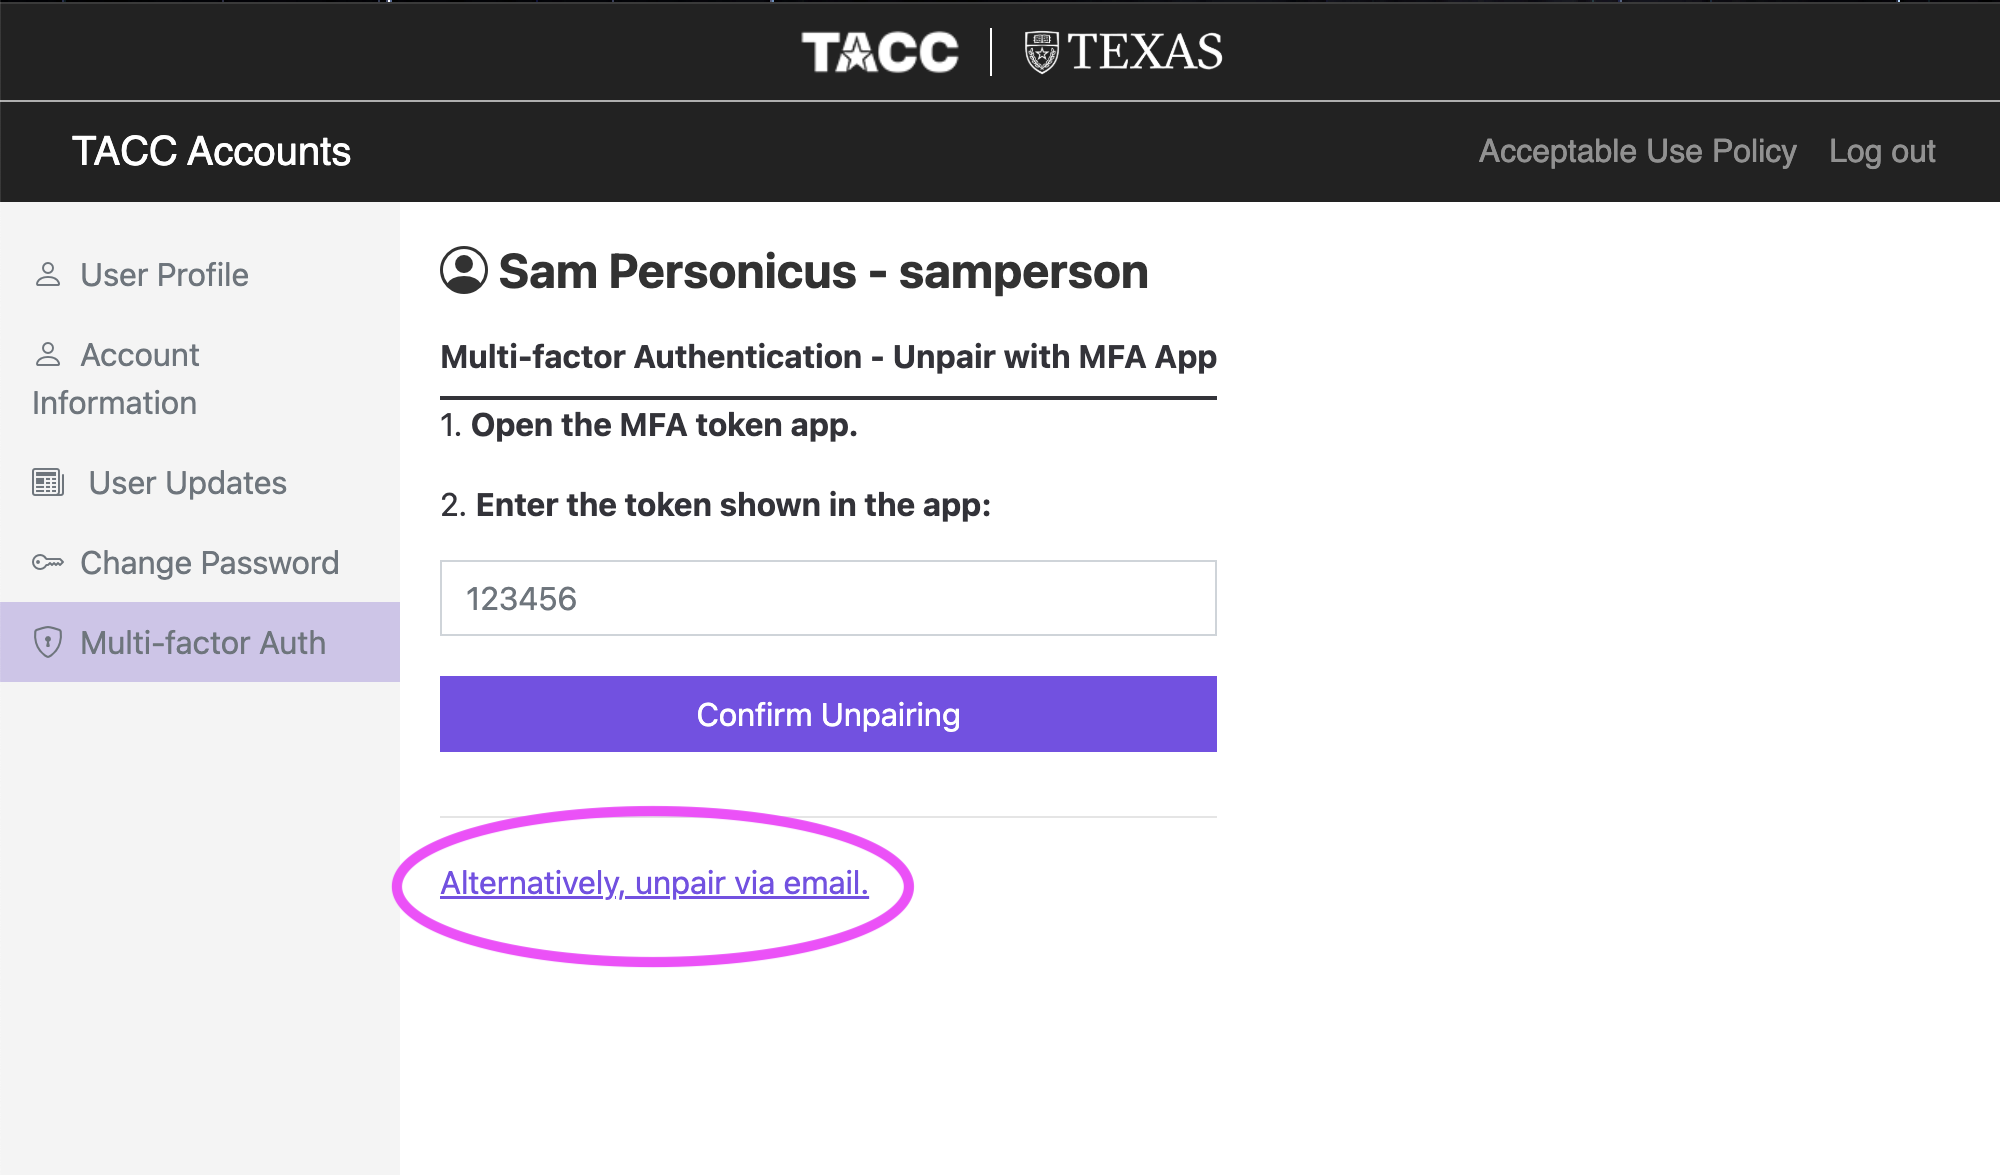 TACC TEXAS
TACC Accounts
Acceptable Use Policy
Log out
User Profile
Account
Information
User Updates
Change Password
Multi-factor Auth
Sam Personicus - samperson
Multi-factor Authentication - Unpair with MFA App
1. Open the MFA token app.
2. Enter the token shown in the app:
123456
Confirm Unpairing
Alternatively, unpair via email.